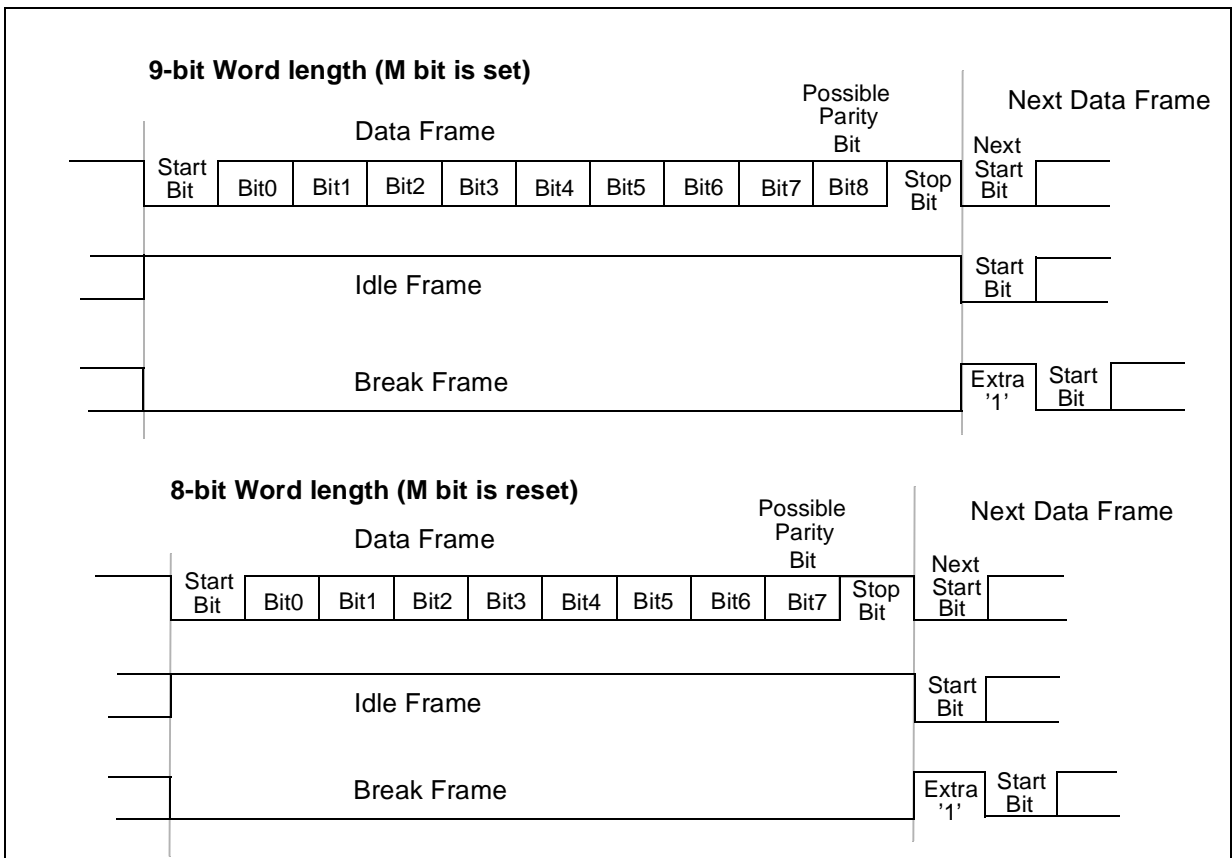 9-bit Word length (M bit is set)
Possible
Parity
Bit
Next Data Frame
Data Frame
Start
Bit
Bit0
Bit1
Bit2
Bit3
Bit4
Bit5
Bit6
Bit7
Bit8
Stop
Bit
Next
Start
Bit
Idle Frame
Start
Bit
Break Frame
Extra
'1'
Start
Bit
8-bit Word length (M bit is reset)
Possible
Parity
Bit
Next Data Frame
Data Frame
Start
Bit
Bit0
Bit1
Bit2
Bit3
Bit4
Bit5
Bit6
Bit7
Stop
Bit
Next
Start
Bit
Idle Frame
Start
Bit
Break Frame
Extra
'1'
Start
Bit